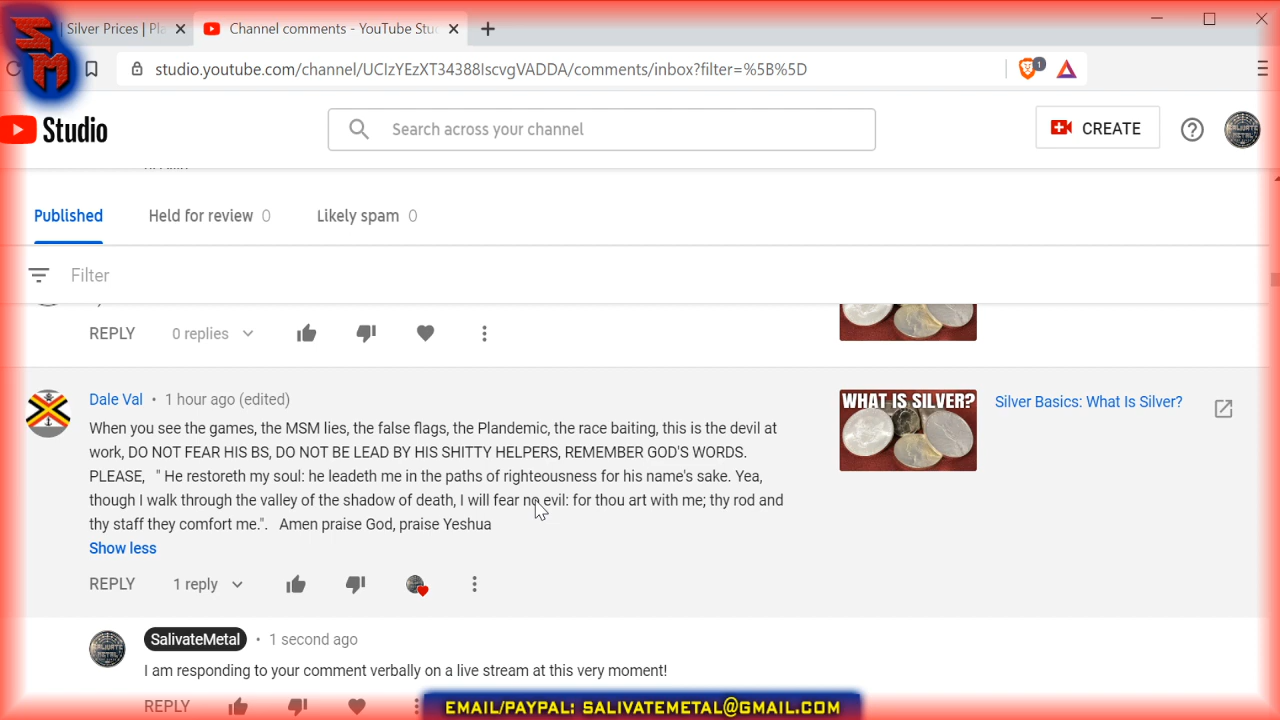 SM
| Silver Prices | Pla
Channel comments - YouTube Stu
studio.youtube.com/channel/UClzYEzXT34388IscvgVADDA/comments/inbox?filter=%5B%5D
1
Studio
Search across your channel
CREATE
Published
Held for review 0
Likely spam 0
Filter
REPLY
0 replies
Dale Val • 1 hour ago (edited)
When you see the games, the MSM lies, the false flags, the Plandemic, the race baiting, this is the devil at
work, DO NOT FEAR HIS BS, DO NOT BE LEAD BY HIS SHITTY HELPERS, REMEMBER GOD'S WORDS.
PLEASE, " He restoreth my soul: he leadeth me in the paths of righteousness for his name's sake. Yea,
though I walk through the valley of the shadow of death, I will fear no evil: for thou art with me; thy rod and
thy staff they comfort me.". Amen praise God, praise Yeshua
Show less
REPLY
1 reply
WHAT IS SILVER?
Silver Basics: What Is Silver?
SALIVATE
METAL
SalivateMetal • 1 second ago
I am responding to your comment verbally on a live stream at this very moment!
REPLY
EMAIL/PAYPAL: SALIVATEMETAL@GMAIL.COM